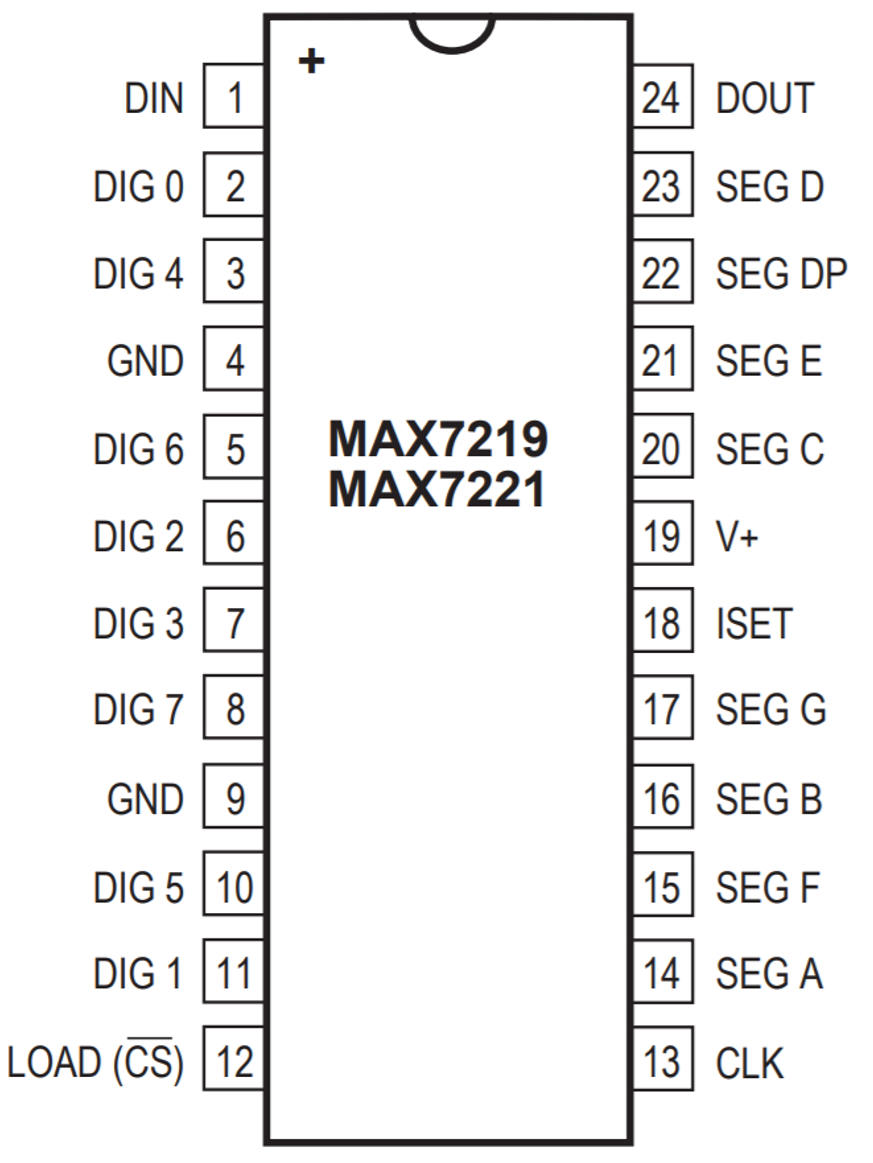 +
DIN 1 24 DOUT
DIG 0 2 23 SEG D
DIG 4 3 22 SEG DP
GND 4 21 SEG E
DIG 6 5 20 SEG C
MAX7219
MAX7221
DIG 2 6 19 V+
DIG 3 7 18 ISET
DIG 7 8 17 SEG G
GND 9 16 SEG B
DIG 5 10 15 SEG F
DIG 1 11 14 SEG A
LOAD (C̅S̅) 12 13 CLK